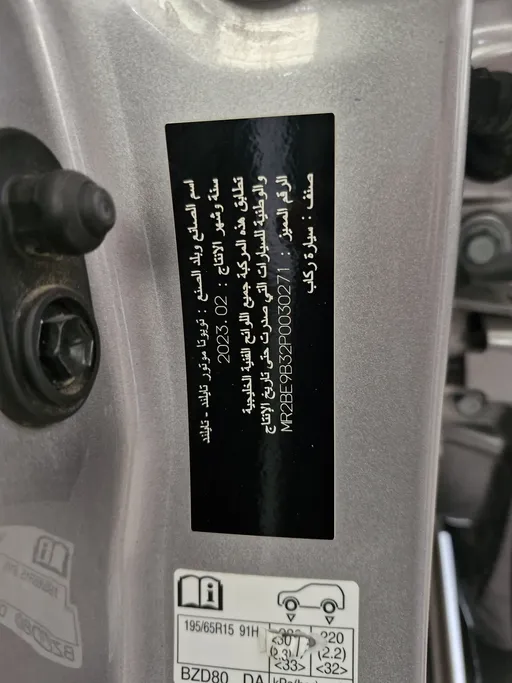 اسم الصانع وبلد الصنع : تويوتا موتور تايلند - تايلند
سنة وشهر الإنتاج : 2023.02
تطابق هذه المركبة جميع اللوائح الفنية الخليجية
والوطنية للسيارات التي صدرت حتى تاريخ الإنتاج
الرقم المميز : MR2BE9B32P0030271
صنف : سيارة ركاب
195/65R15 91H
220
(2.2)
<33> <32>
BZD80 DA